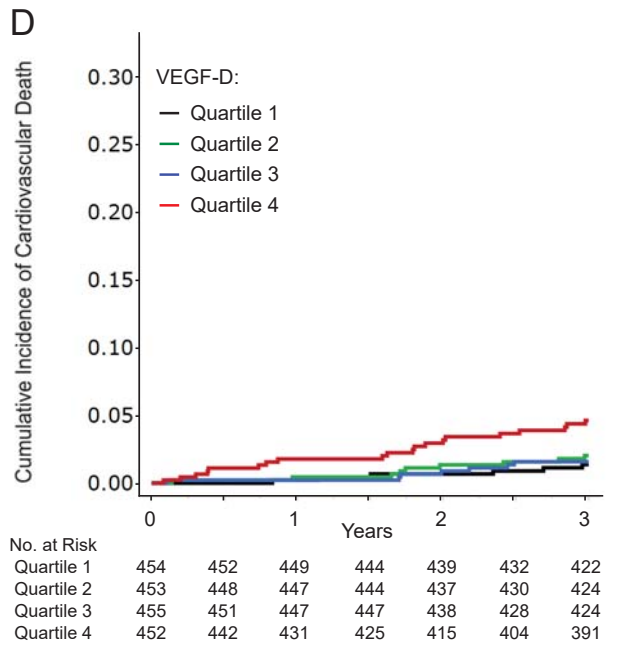 D
Cumulative Incidence of Cardiovascular Death
0.30
0.25
0.20
0.15
0.10
0.05
0.00
VEGF-D:
Quartile 1
Quartile 2
Quartile 3
Quartile 4
0 1 2 3
Years
No. at Risk
Quartile 1 454 452 449 444 439 432 422
Quartile 2 453 448 447 444 437 430 424
Quartile 3 455 451 447 447 438 428 424
Quartile 4 452 442 431 425 415 404 391